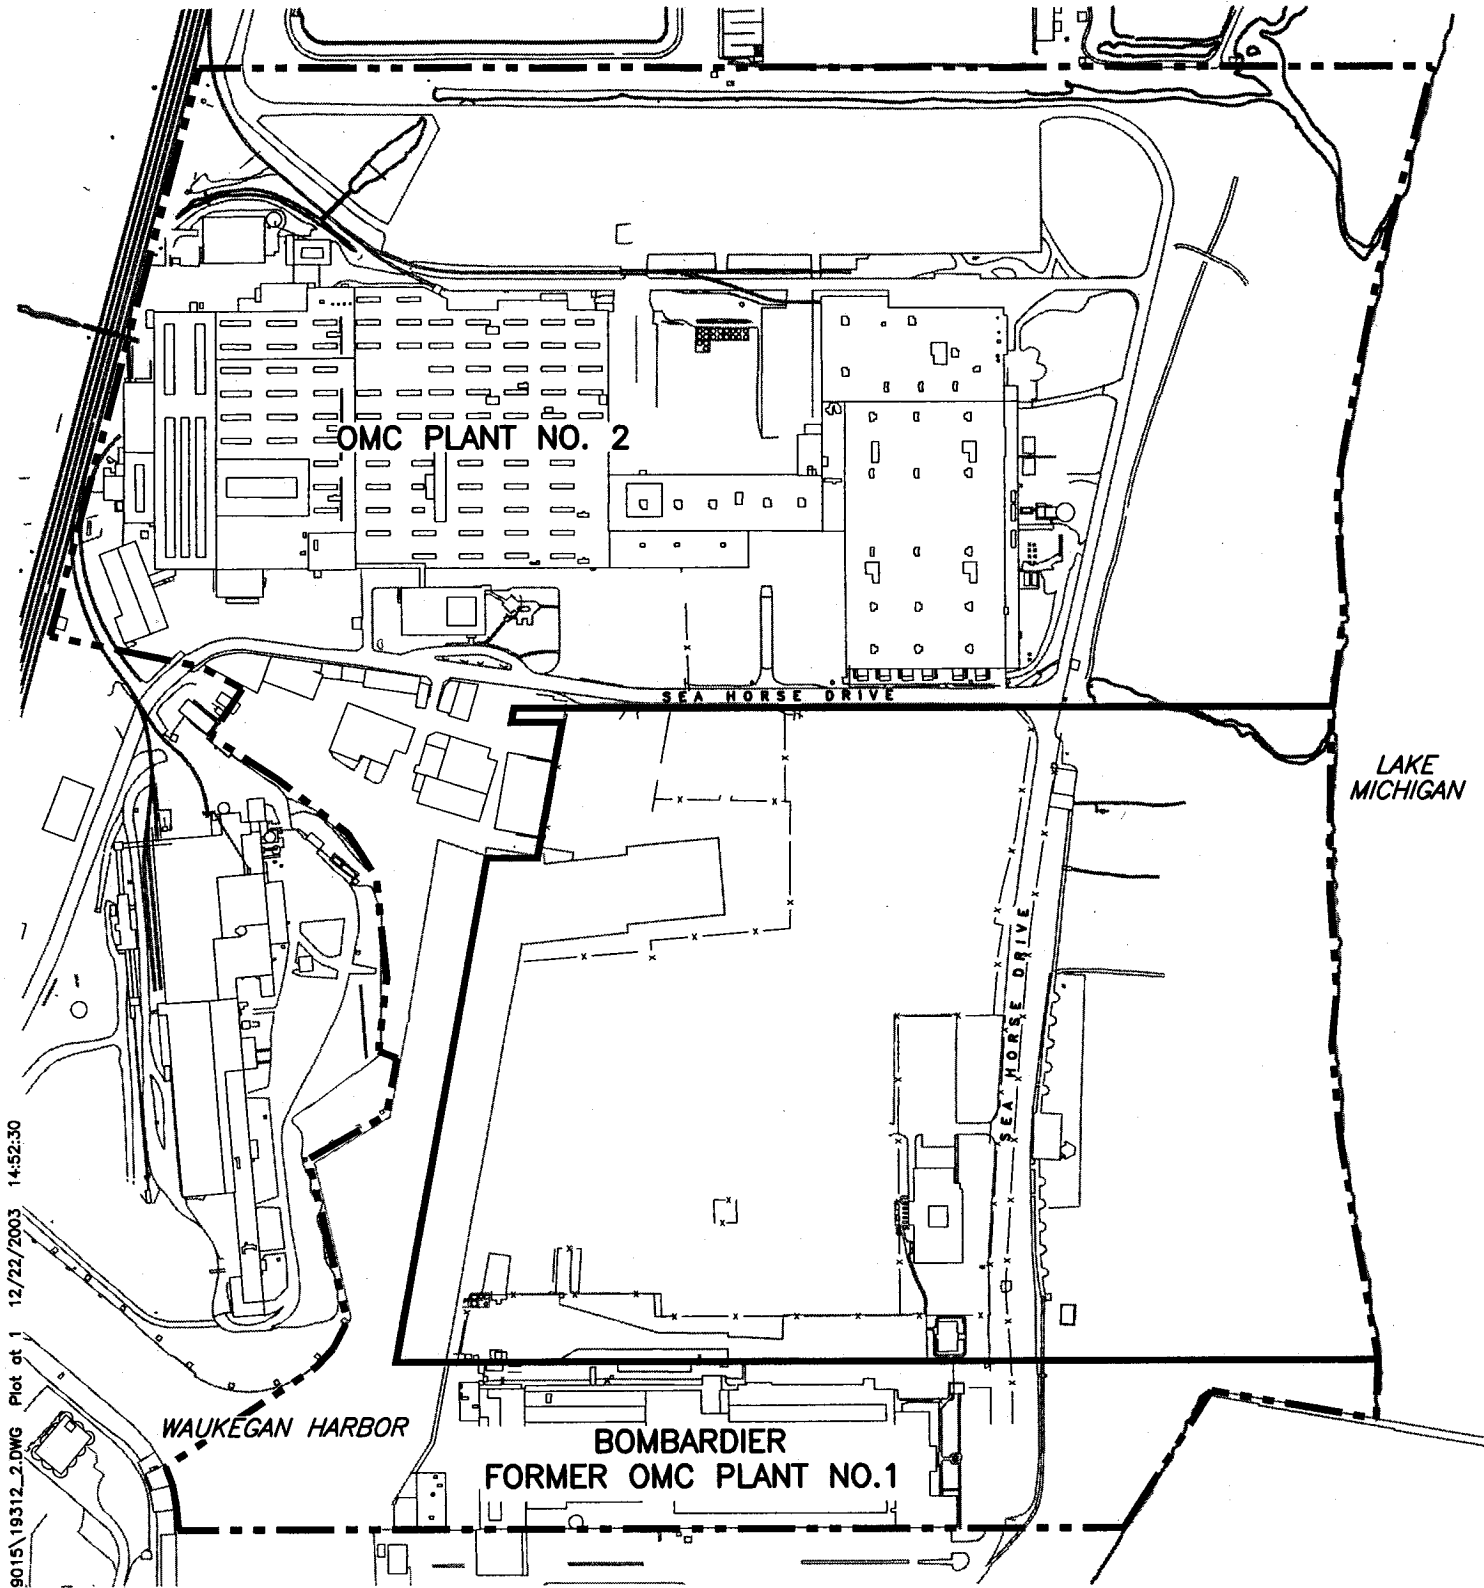 OMC PLANT NO. 2
SEA HORSE DRIVE
LAKE
MICHIGAN
SEA HORSE DRIVE
WAUKEGAN HARBOR
BOMBARDIER
FORMER OMC PLANT NO.1
9015\19312_2.DWG Plot at 1 12/22/2003 14:52:30